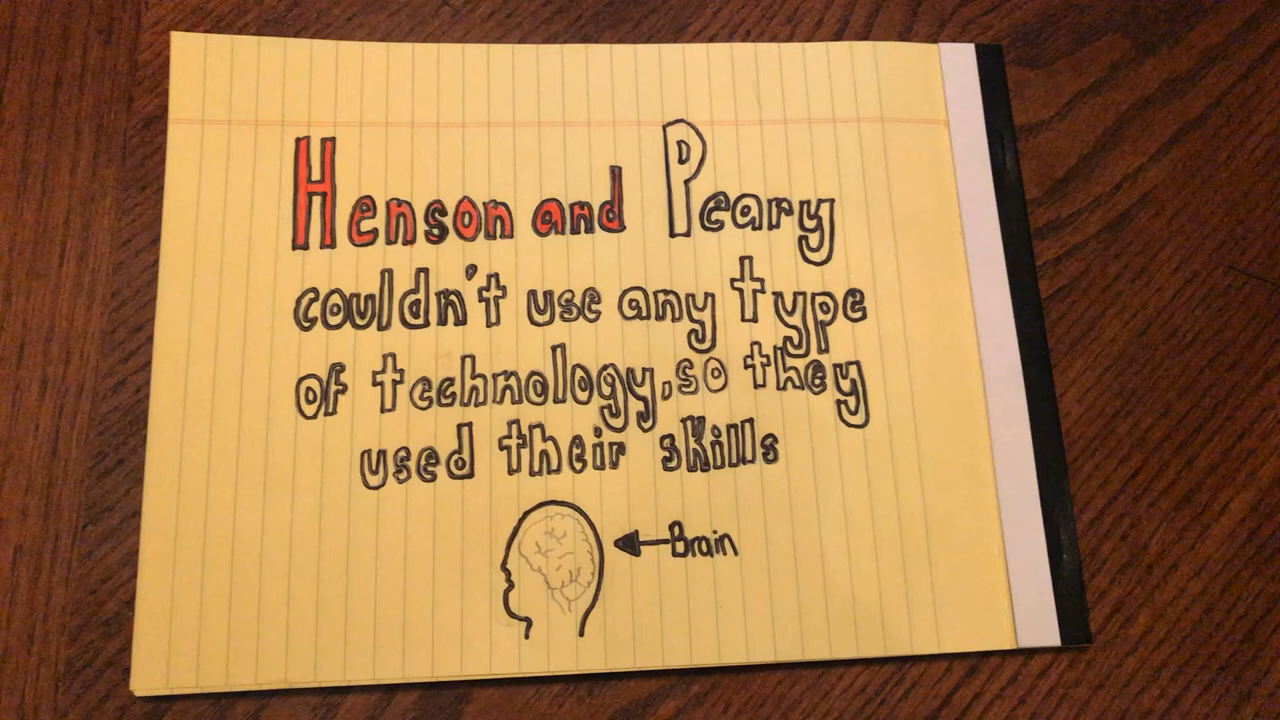 Henson and Peary
couldn't use any type
of technology, so they
used their skills
Brain